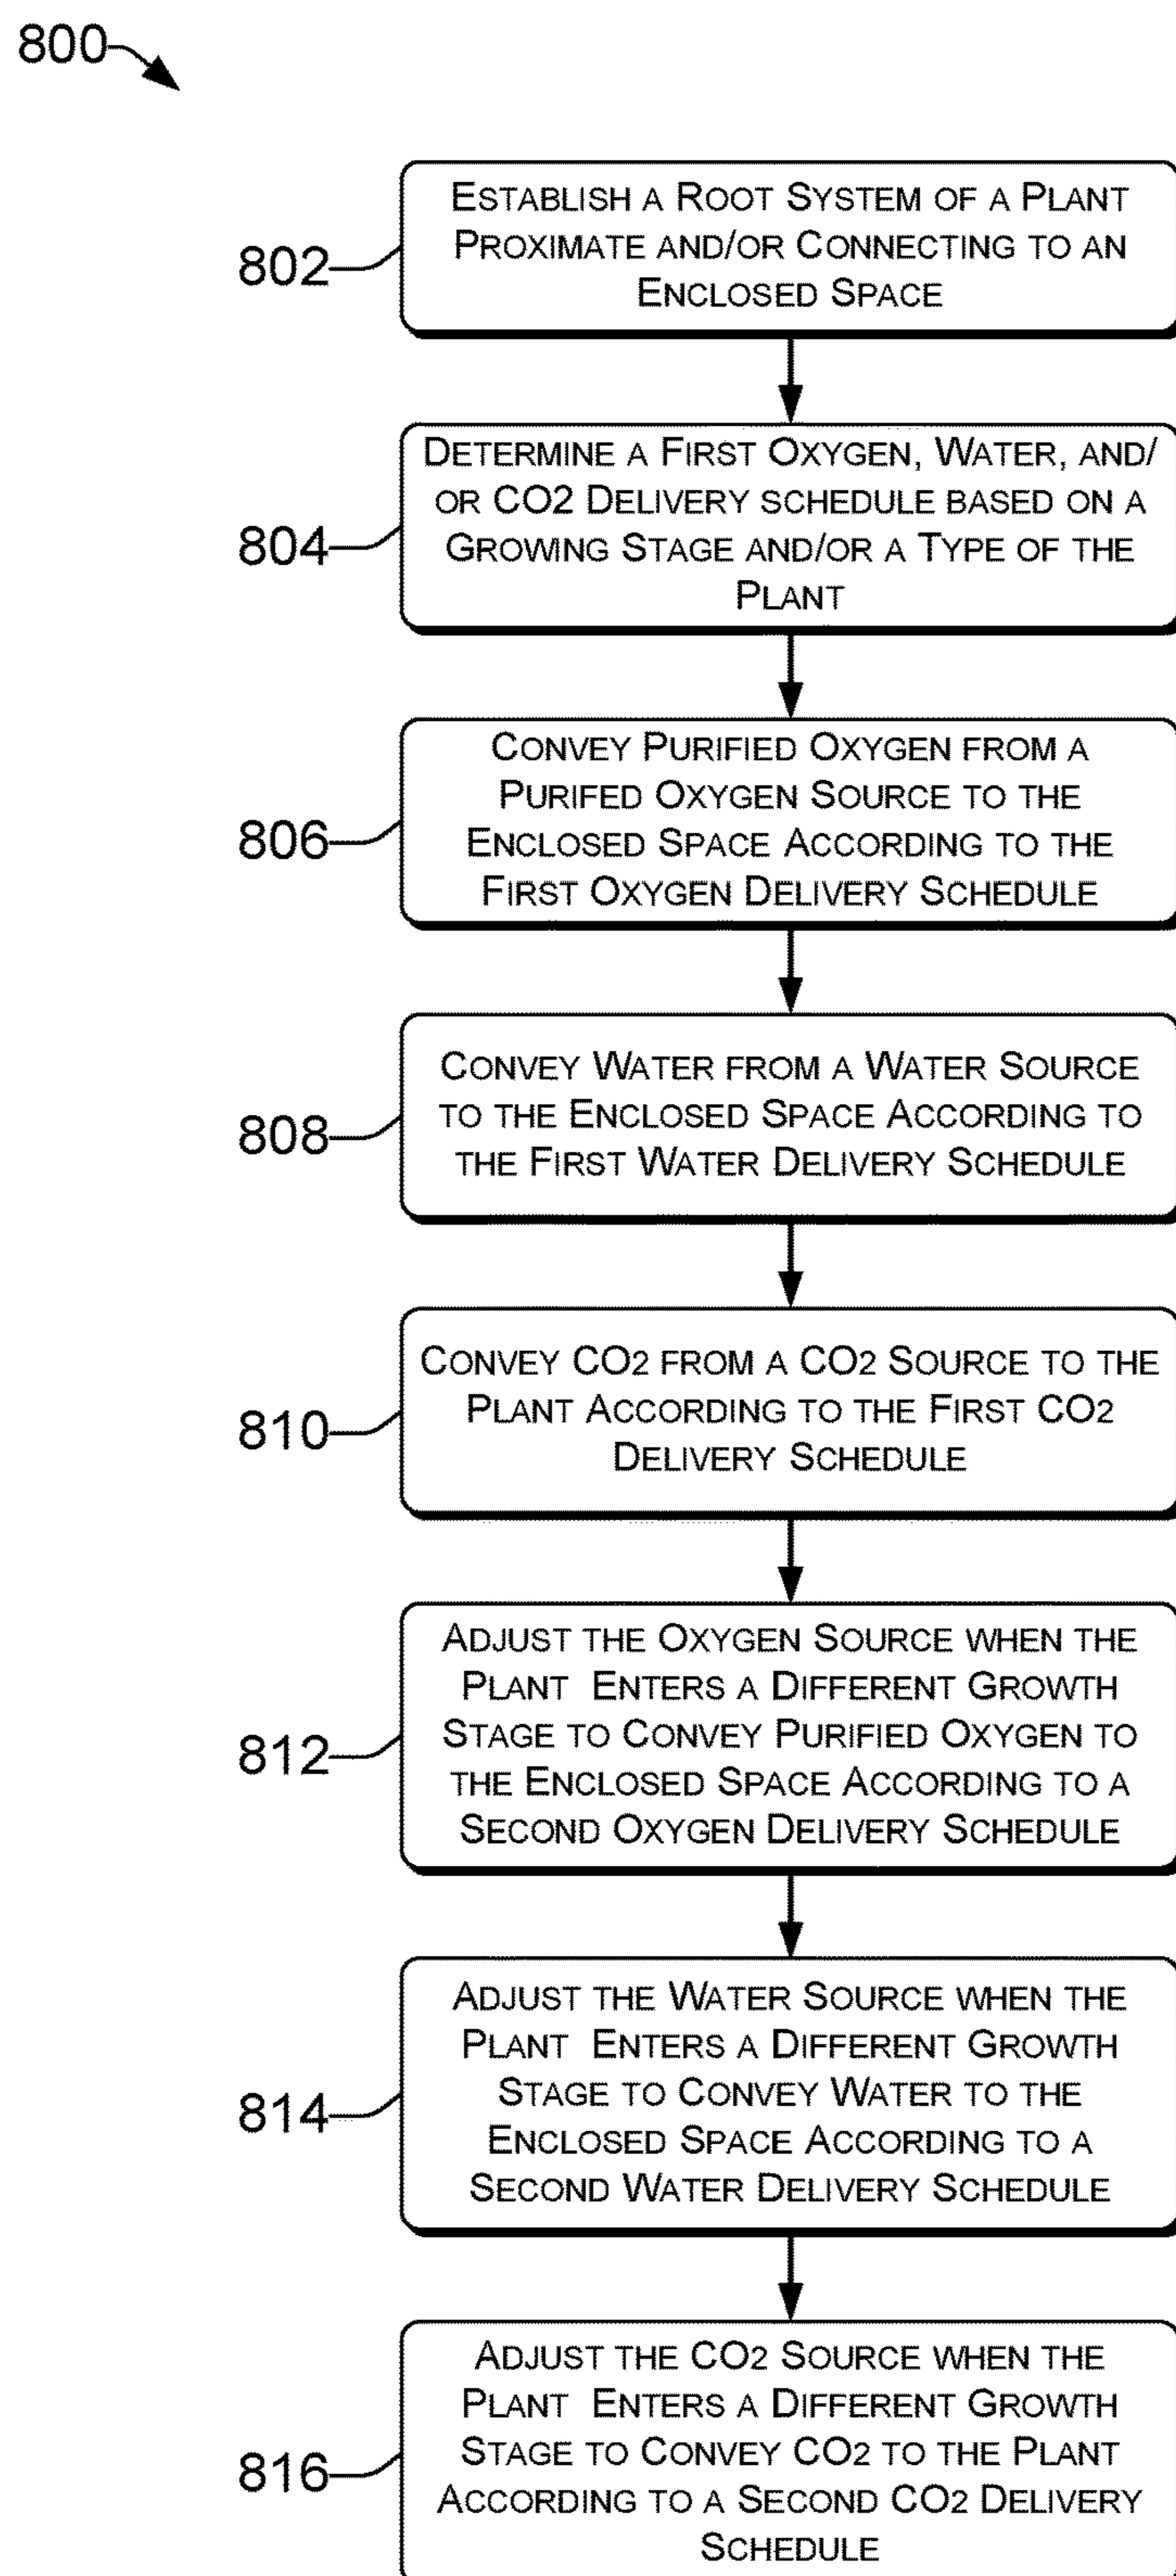 800
802
ESTABLISH A ROOT SYSTEM OF A PLANT
PROXIMATE AND/OR CONNECTING TO AN
ENCLOSED SPACE
804
DETERMINE A FIRST OXYGEN, WATER, AND/
OR CO2 DELIVERY SCHEDULE BASED ON A
GROWING STAGE AND/OR A TYPE OF THE
PLANT
806
CONVEY PURIFIED OXYGEN FROM A
PURIFED OXYGEN SOURCE TO THE
ENCLOSED SPACE ACCORDING TO THE
FIRST OXYGEN DELIVERY SCHEDULE
808
CONVEY WATER FROM A WATER SOURCE
TO THE ENCLOSED SPACE ACCORDING TO
THE FIRST WATER DELIVERY SCHEDULE
810
CONVEY CO2 FROM A CO2 SOURCE TO THE
PLANT ACCORDING TO THE FIRST CO2
DELIVERY SCHEDULE
812
ADJUST THE OXYGEN SOURCE WHEN THE
PLANT ENTERS A DIFFERENT GROWTH
STAGE TO CONVEY PURIFIED OXYGEN TO
THE ENCLOSED SPACE ACCORDING TO A
SECOND OXYGEN DELIVERY SCHEDULE
814
ADJUST THE WATER SOURCE WHEN THE
PLANT ENTERS A DIFFERENT GROWTH
STAGE TO CONVEY WATER TO THE
ENCLOSED SPACE ACCORDING TO A
SECOND WATER DELIVERY SCHEDULE
816
ADJUST THE CO2 SOURCE WHEN THE
PLANT ENTERS A DIFFERENT GROWTH
STAGE TO CONVEY CO2 TO THE PLANT
ACCORDING TO A SECOND CO2 DELIVERY
SCHEDULE